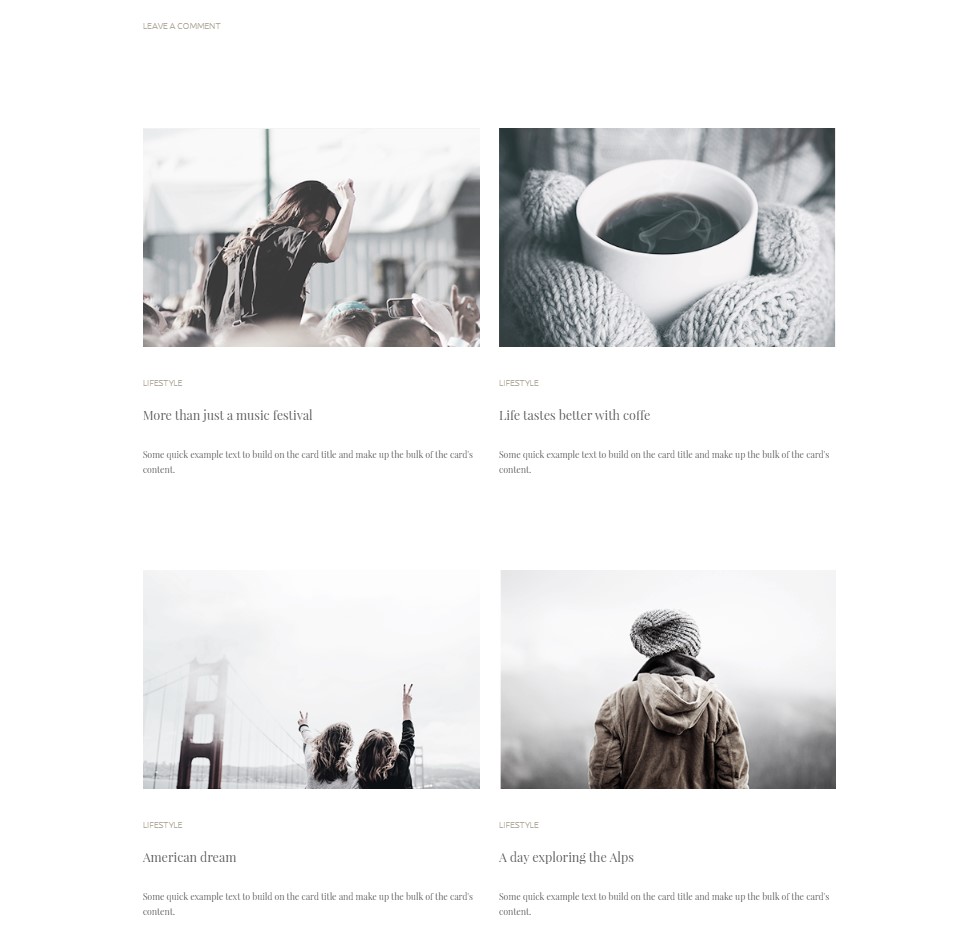 LEAVE A COMMENT
LIFESTYLE
More than just a music festival
Some quick example text to build on the card title and make up the bulk of the card's
content.
LIFESTYLE
Life tastes better with coffe
Some quick example text to build on the card title and make up the bulk of the card's
content.
LIFESTYLE
American dream
Some quick example text to build on the card title and make up the bulk of the card's
content.
LIFESTYLE
A day exploring the Alps
Some quick example text to build on the card title and make up the bulk of the card's
content.